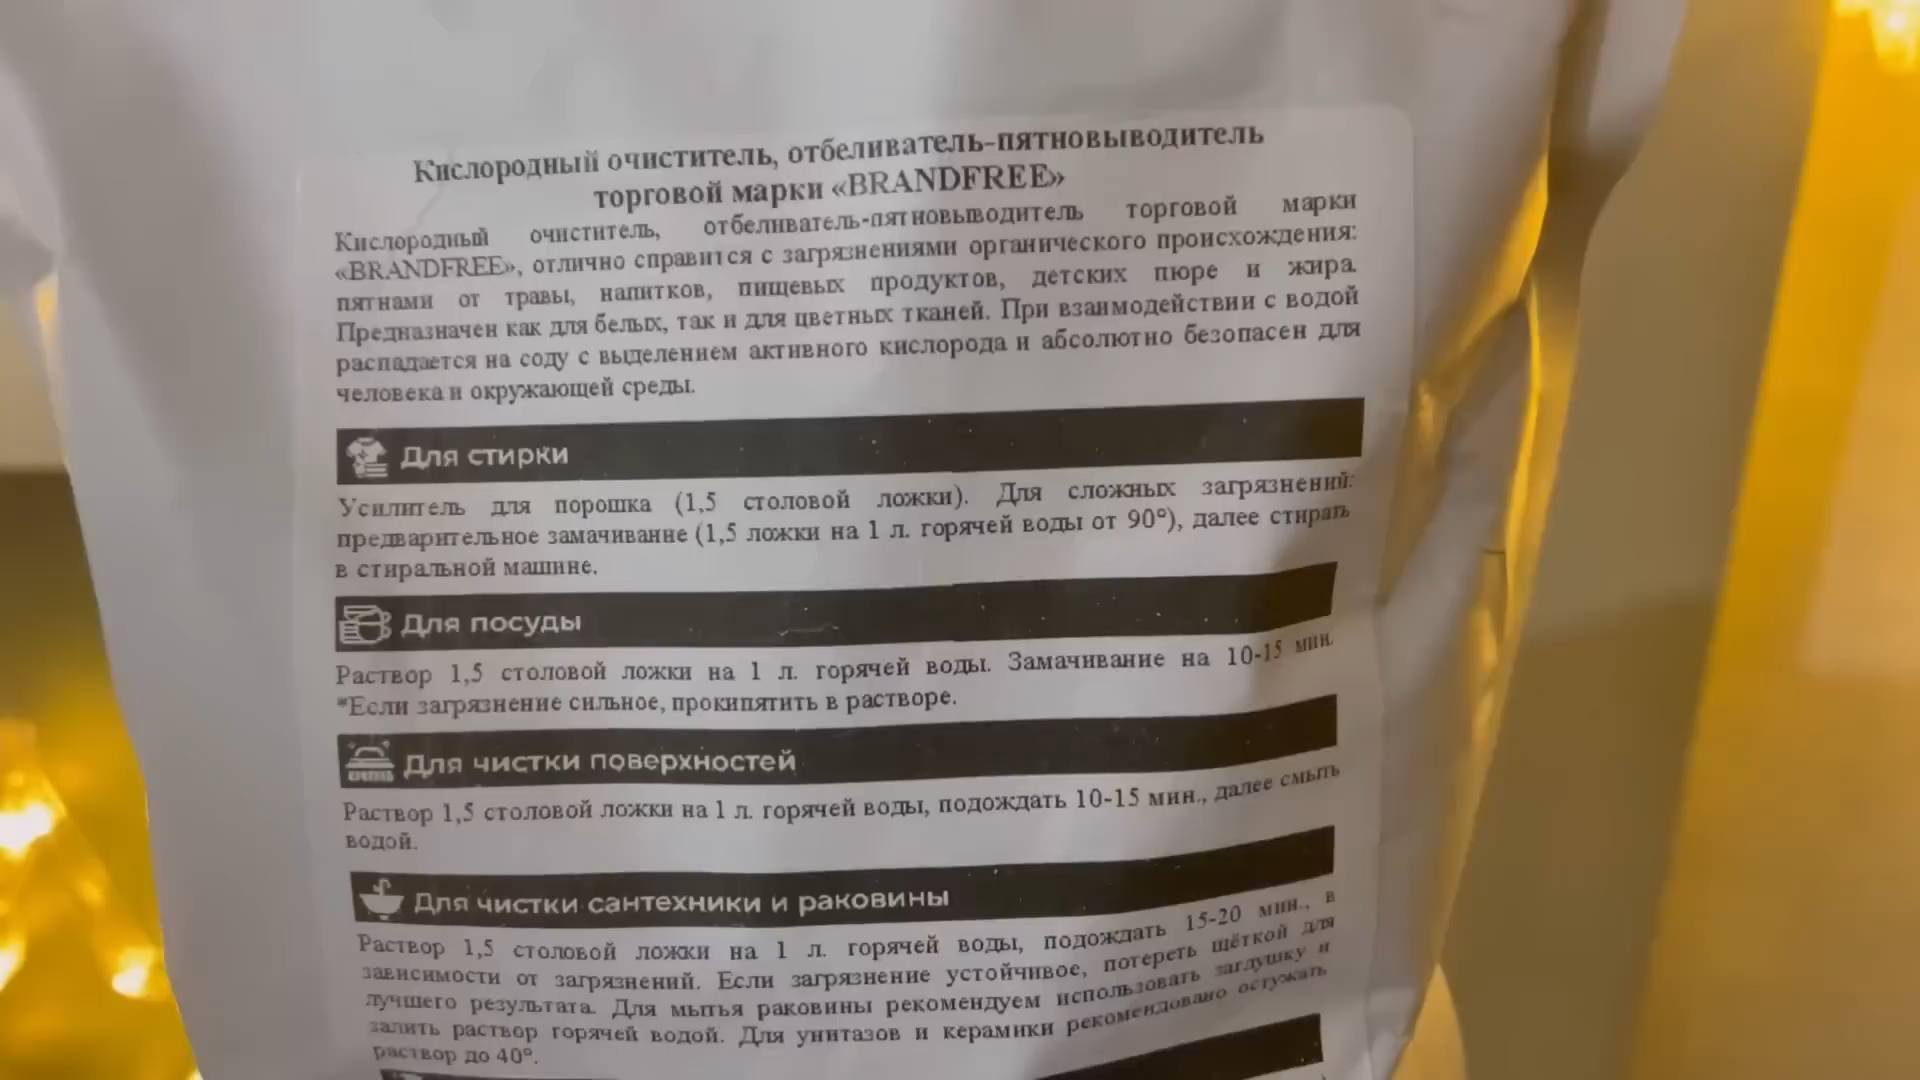 Кислородный очиститель, отбеливатель-пятновыводитель
торговой марки «BRANDFREE»
Кислородный очиститель, отбеливатель-пятновыводитель торговой марки
«BRANDFREE», отлично справится с загрязнениями органического происхождения:
пятнами от травы, напитков, пищевых продуктов, детских пюре и жира.
Предназначен как для белых, так и для цветных тканей. При взаимодействии с водой
распадается на соду с выделением активного кислорода и абсолютно безопасен для
человека и окружающей среды.
Для стирки
Усилитель для порошка (1,5 столовой ложки). Для сложных загрязнений:
предварительное замачивание (1,5 ложки на 1 л. горячей воды от 90°), далее стирать
в стиральной машине.
Для посуды
Раствор 1,5 столовой ложки на 1 л. горячей воды. Замачивание на 10-15 мин.
*Если загрязнение сильное, прокипятить в растворе.
Для чистки поверхностей
Раствор 1,5 столовой ложки на 1 л. горячей воды, подождать 10-15 мин., далее смыть
водой.
Для чистки сантехники и раковины
Раствор 1,5 столовой ложки на 1 л. горячей воды, подождать 15-20 мин., в
зависимости от загрязнений. Если загрязнение устойчивое, потереть щёткой для
лучшего результата. Для мытья раковины рекомендуем использовать заглушку и
залить раствор горячей водой. Для унитазов и керамики рекомендовано остужать
раствор до 40°.